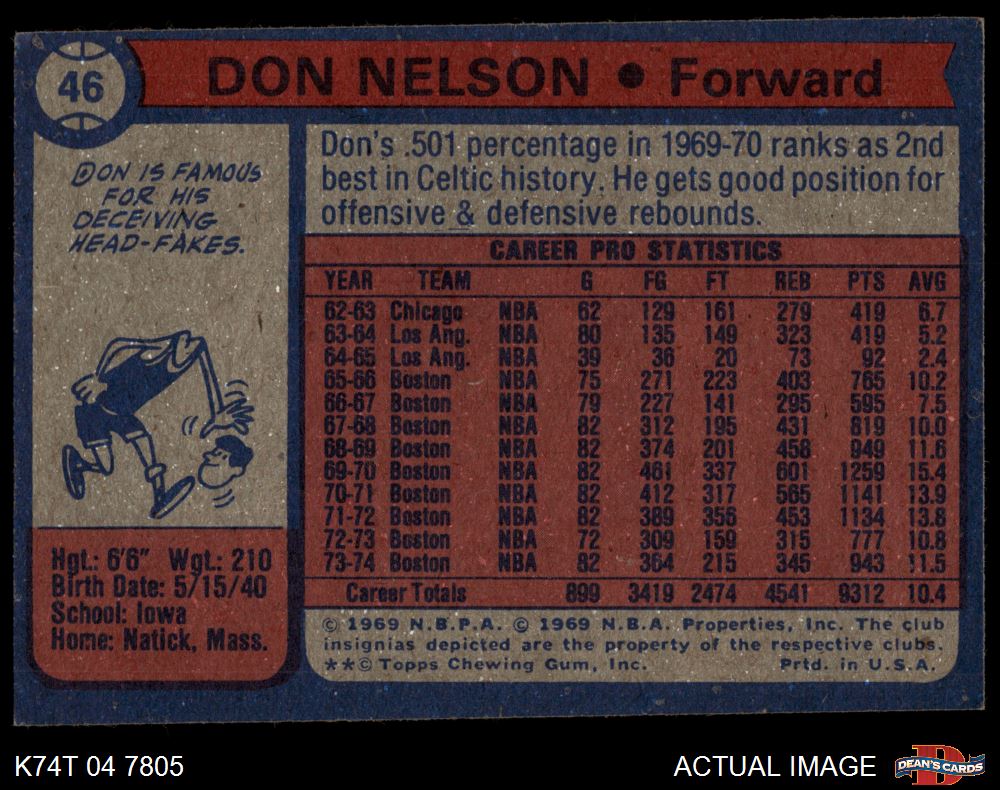 46
DON NELSON • Forward
DON IS FAMOUS
FOR HIS
DECEIVING
HEAD-FAKES.
Hgt.: 6'6" Wgt.: 210
Birth Date: 5/15/40
School: Iowa
Home: Natick, Mass.
Don's .501 percentage in 1969-70 ranks as 2nd
best in Celtic history. He gets good position for
offensive & defensive rebounds.
CAREER PRO STATISTICS
YEAR TEAM G FG FT REB PTS AVG
62-63 Chicago NBA 62 129 161 279 419 6.7
63-64 Los Ang. NBA 80 135 149 323 419 5.2
64-65 Los Ang. NBA 39 36 20 73 92 2.4
65-66 Boston NBA 75 271 223 403 765 10.2
66-67 Boston NBA 79 227 141 295 595 7.5
67-68 Boston NBA 82 312 195 431 819 10.0
68-69 Boston NBA 82 374 201 458 949 11.6
69-70 Boston NBA 82 461 337 601 1259 15.4
70-71 Boston NBA 82 412 317 565 1141 13.9
71-72 Boston NBA 82 389 356 453 1134 13.8
72-73 Boston NBA 72 309 159 315 777 10.8
73-74 Boston NBA 82 364 215 345 943 11.5
Career Totals 899 3419 2474 4541 9312 10.4
© 1969 N.B.P.A. © 1969 N.B.A. Properties, Inc. The club
insignias depicted are the property of the respective clubs.
**© Topps Chewing Gum, Inc. Prtd. in U.S.A.
K74T 04 7805
ACTUAL IMAGE
D
DEAN'S CARDS